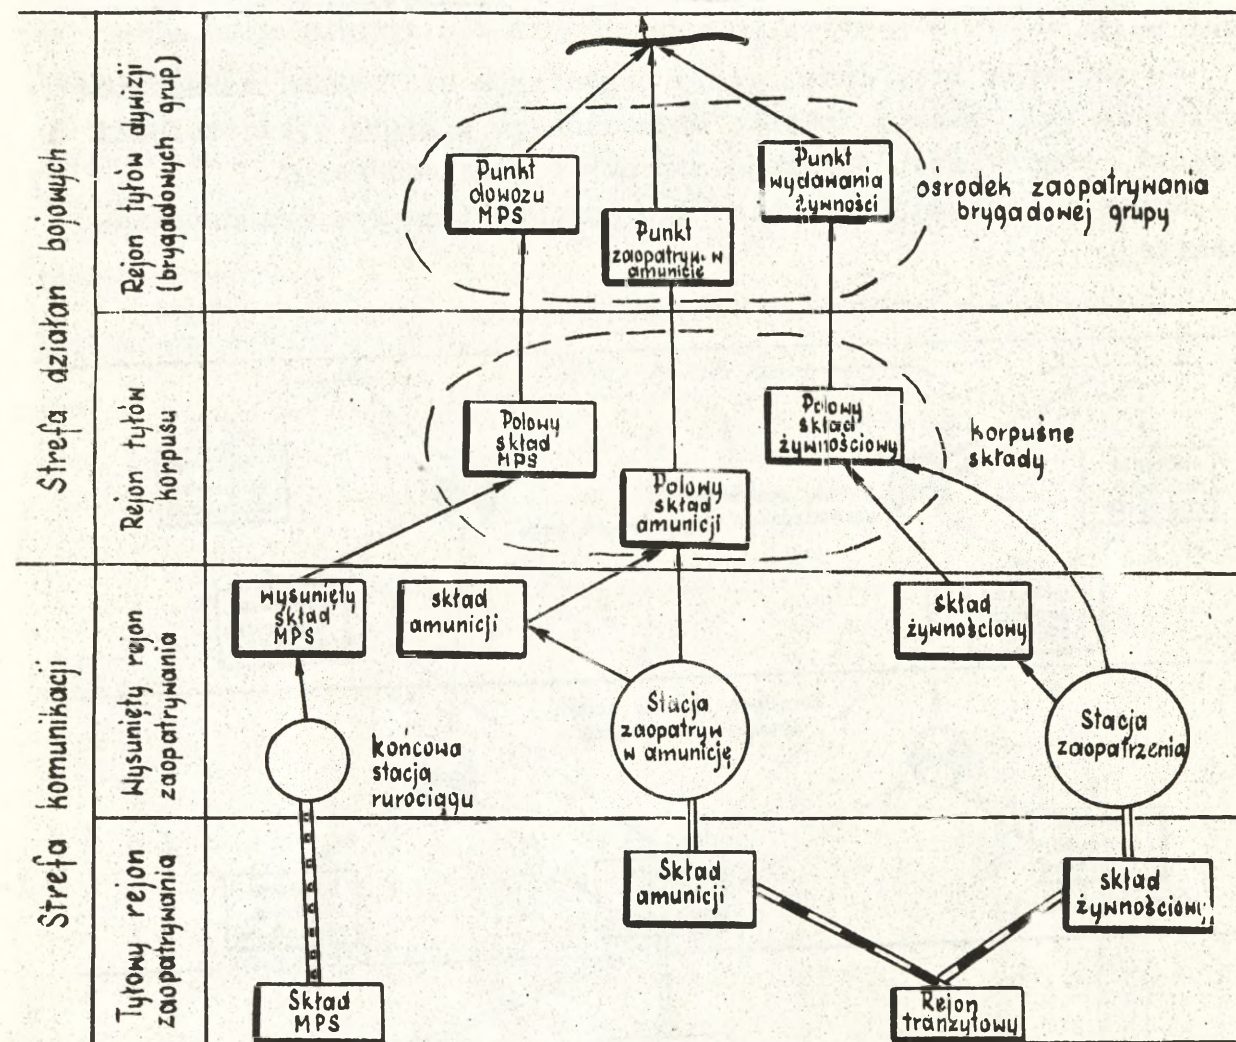 Strefa działań bojowych
Rejon tyłów dywizji
(brygadowych grup)
Punkt
dowozu
MPS
Punkt
zaopatryw. w
amunicję
Punkt
wydawania
żywności
ośrodek zaopatrywania
brygadowej grupy
Rejon tyłów
korpusu
Polowy
skład
MPS
Polowy
skład
amunicji
Polowy
skład
żywnościowy
korpuśne
składy
Strefa komunikacji
Wysunięty rejon
zaopatrywania
wysunięty
skład
MPS
skład
amunicji
skład
żywnościowy
końcowa
stacja
rurociągu
Stacja
zaopatryw
w amunicję
Stacja
zaopatrzenia
Tyłowy rejon
zaopatrywania
Skład
MPS
Skład
amunicji
skład
żywnościowy
Rejon
tranzytowy